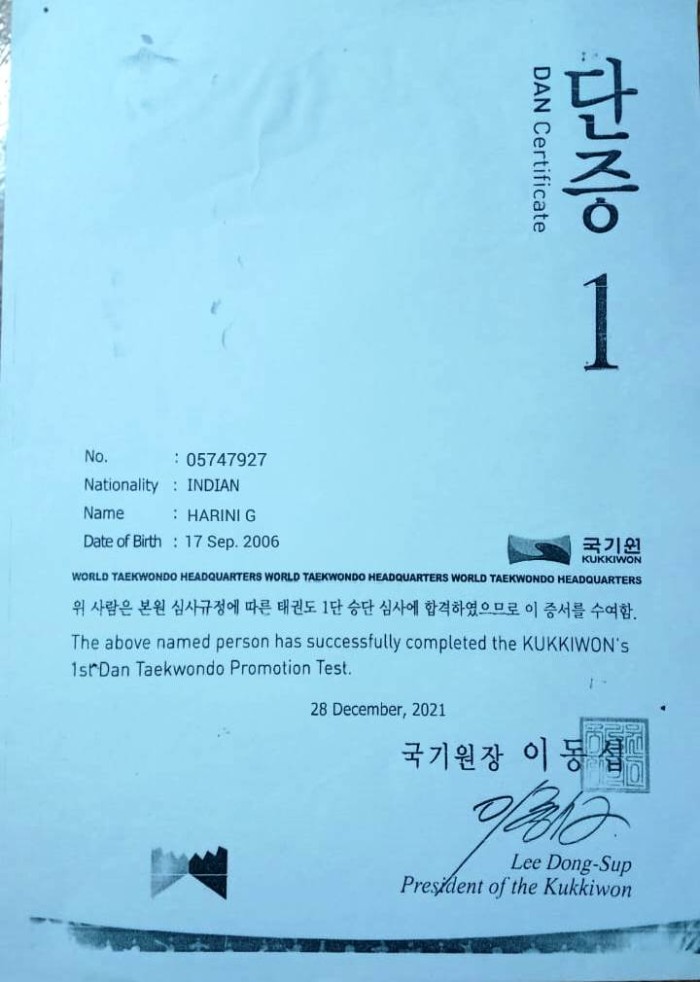 단증
DAN Certificate
1
No. : 05747927
Nationality : INDIAN
Name : HARINI G
Date of Birth : 17 Sep. 2006
국기원
KUKKIWON
WORLD TAEKWONDO HEADQUARTERS WORLD TAEKWONDO HEADQUARTERS WORLD TAEKWONDO HEADQUARTERS
위 사람은 본원 심사규정에 따른 태권도 1단 승단 심사에 합격하였으므로 이 증서를 수여함.
The above named person has successfully completed the KUKKIWON's
1st Dan Taekwondo Promotion Test.
28 December, 2021
국기원장 이동섭
Lee Dong-Sup
President of the Kukkiwon